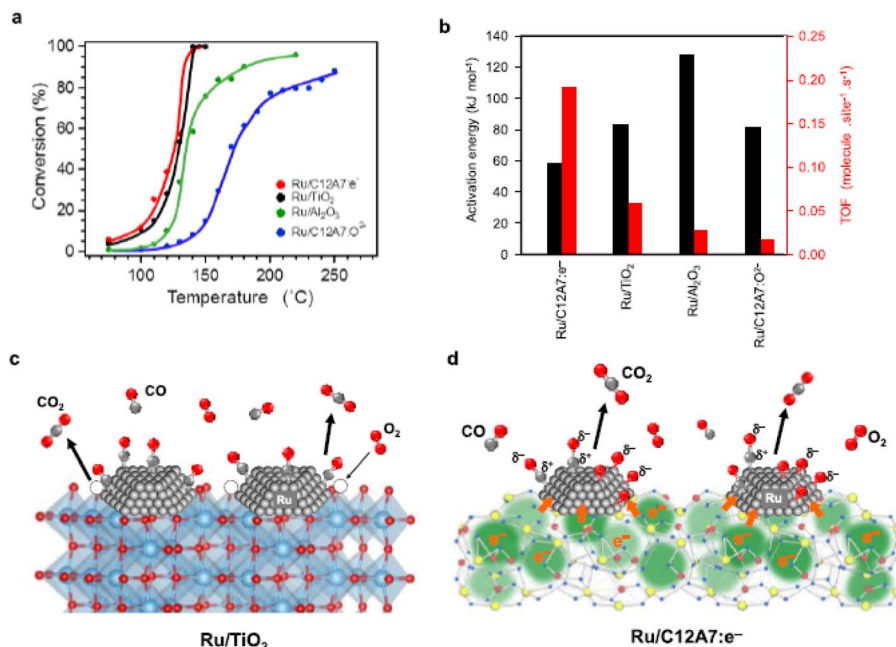 a
Conversion (%)
100
80
60
40
20
0
Ru/C12A7:e⁻
Ru/TiO₂
Ru/Al₂O₃
Ru/C12A7:O²⁻
100 150 200 250
Temperature (°C)
b
Activation energy (kJ mol⁻¹)
140
120
100
80
60
40
20
0
0.25
0.20
0.15
0.10
0.05
0.00
TOF (molecule .site⁻¹ .s⁻¹)
Ru/C12A7:e⁻
Ru/TiO₂
Ru/Al₂O₃
Ru/C12A7:O²⁻
c
CO₂
CO
O₂
Ru
Ru/TiO₂
d
CO₂
CO
O₂
δ⁻
δ⁻
δ⁻
δ⁻
δ⁻
δ⁻
δ⁻
δ⁻
δ⁺
δ⁺
δ⁺
Ru
e⁻
e⁻
e⁻
e⁻
e⁻
e⁻
Ru/C12A7:e⁻